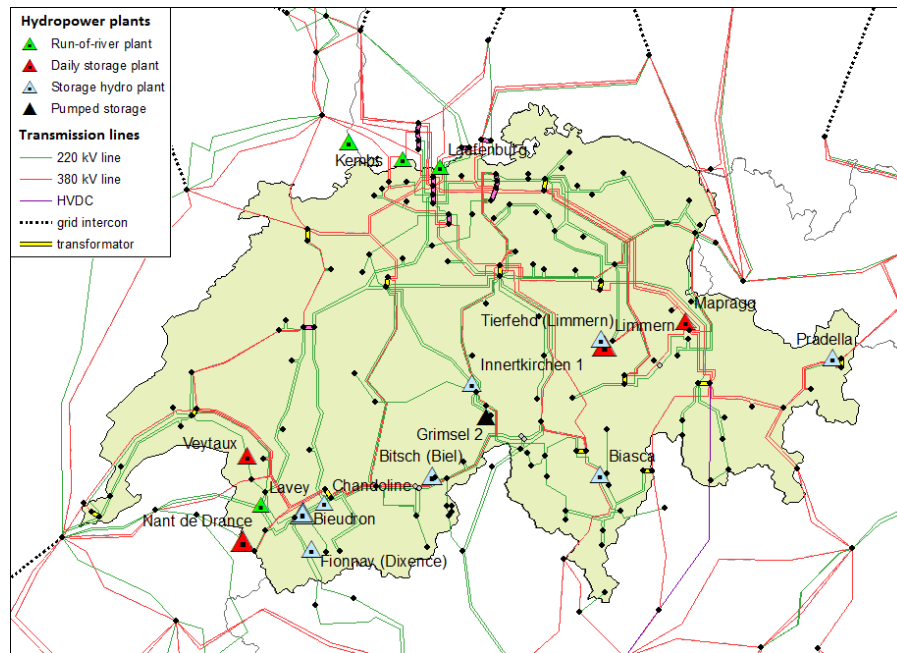 Hydropower plants
Run-of-river plant
Daily storage plant
Storage hydro plant
Pumped storage
Transmission lines
220 kV line
380 kV line
HVDC
grid intercon
transformator
Kembs
Laufenburg
Mapragg
Tierfehd (Limmern)
Limmern
Pradella
Innertkirchen 1
Grimsel 2
Bitsch (Biel)
Biasca
Veytaux
Lavey
Chandoline
Nant de Drance
Bieudron
Fionnay (Dixence)